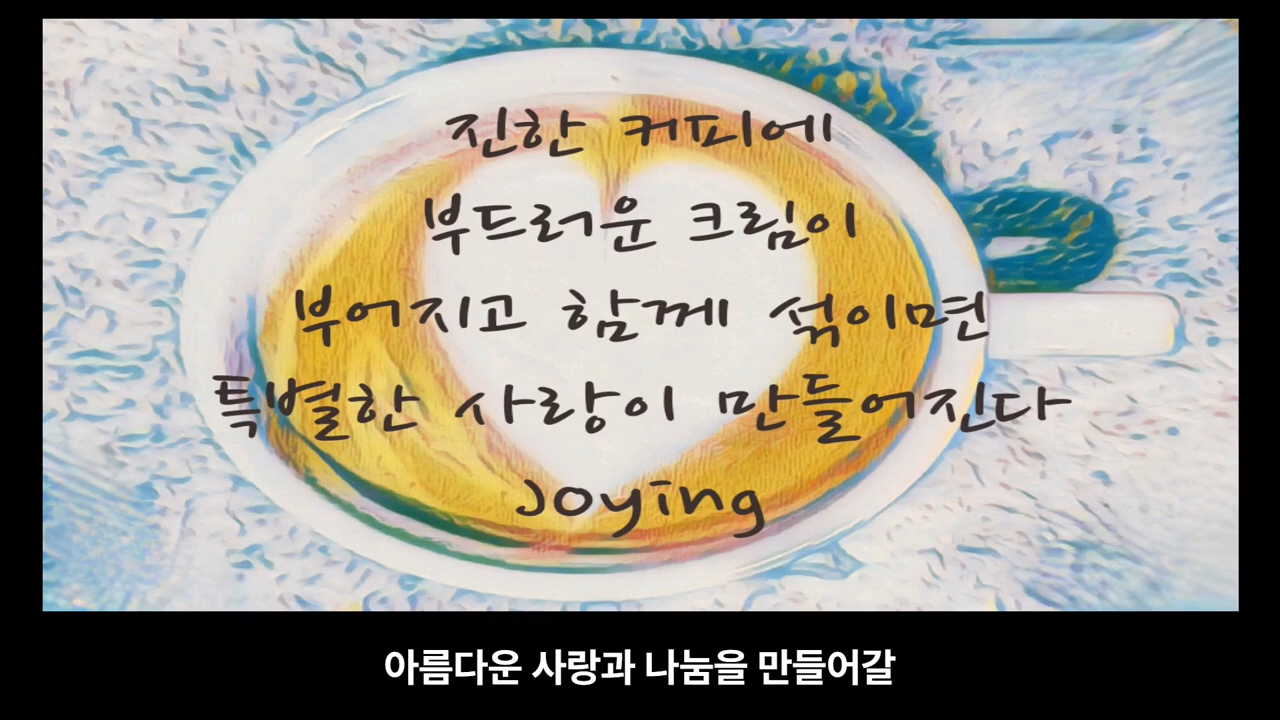 진한 커피에
부드러운 크림이
부어지고 함께 섞이면
특별한 사랑이 만들어진다
Joying
아름다운 사랑과 나눔을 만들어갈